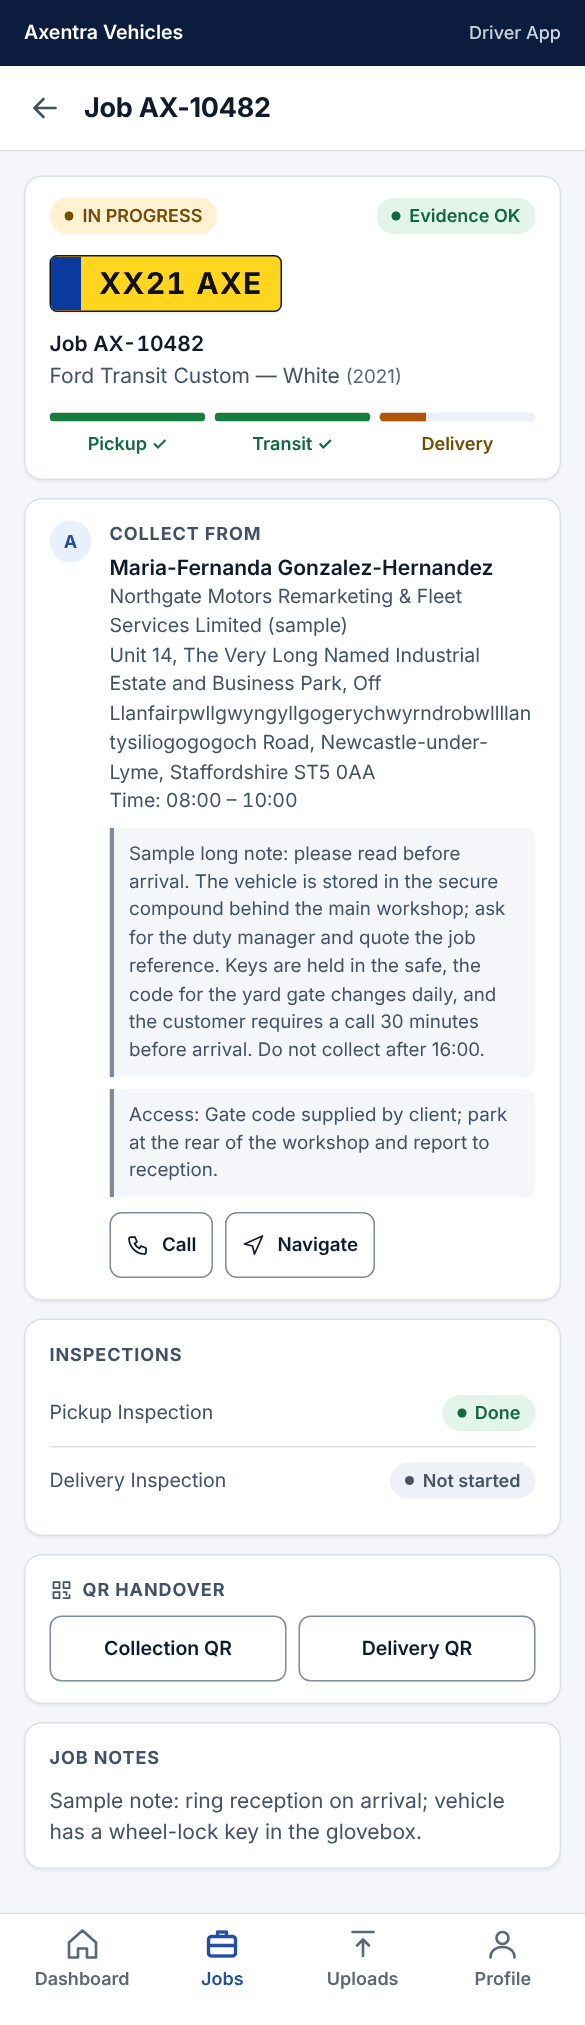 Axentra Vehicles
Driver App
Job AX-10482
IN PROGRESS
Evidence OK
XX21 AXE
Job AX-10482
Ford Transit Custom — White (2021)
Pickup ✓
Transit ✓
Delivery
A
COLLECT FROM
Maria-Fernanda Gonzalez-Hernandez
Northgate Motors Remarketing & Fleet
Services Limited (sample)
Unit 14, The Very Long Named Industrial
Estate and Business Park, Off
Llanfairpwllgwyngyllgogerychwyrndrobwllllan
tysiliogogogoch Road, Newcastle-under-
Lyme, Staffordshire ST5 0AA
Time: 08:00 – 10:00
Sample long note: please read before
arrival. The vehicle is stored in the secure
compound behind the main workshop; ask
for the duty manager and quote the job
reference. Keys are held in the safe, the
code for the yard gate changes daily, and
the customer requires a call 30 minutes
before arrival. Do not collect after 16:00.
Access: Gate code supplied by client; park
at the rear of the workshop and report to
reception.
Call
Navigate
INSPECTIONS
Pickup Inspection
Done
Delivery Inspection
Not started
QR HANDOVER
Collection QR
Delivery QR
JOB NOTES
Sample note: ring reception on arrival; vehicle
has a wheel-lock key in the glovebox.
Dashboard
Jobs
Uploads
Profile